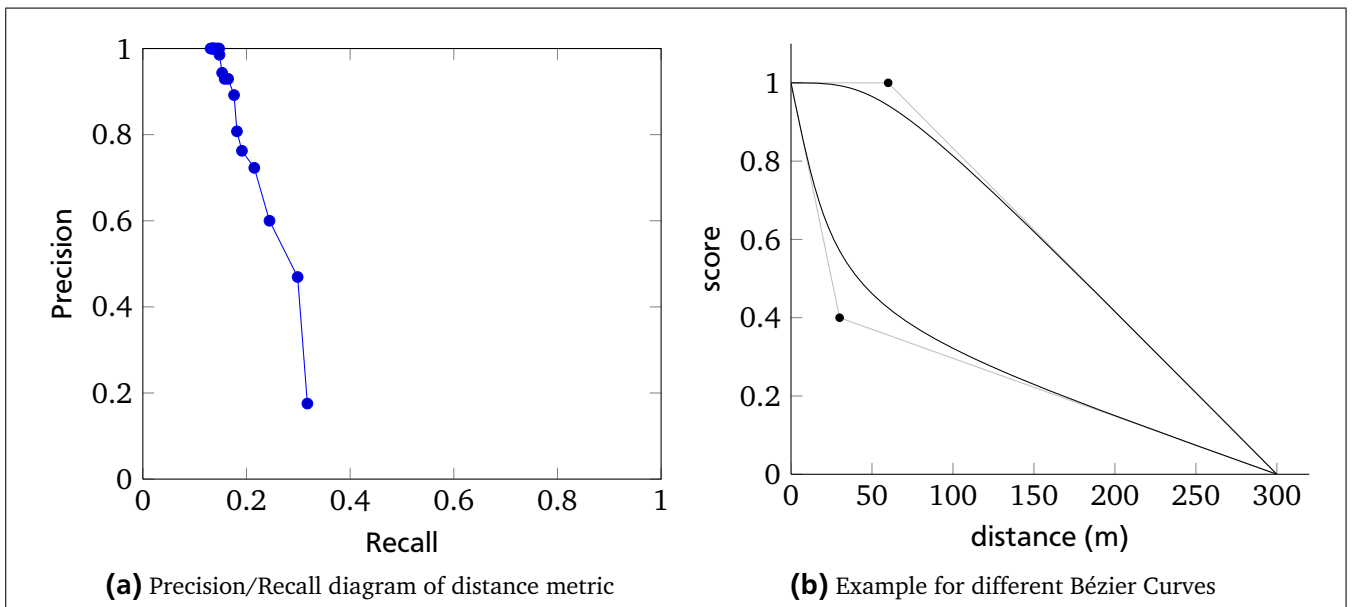 1
0.8
0.6
0.4
0.2
0
Precision
0 0.2 0.4 0.6 0.8 1
Recall
(a) Precision/Recall diagram of distance metric
1
0.8
0.6
0.4
0.2
0
score
0 50 100 150 200 250 300
distance (m)
(b) Example for different Bézier Curves